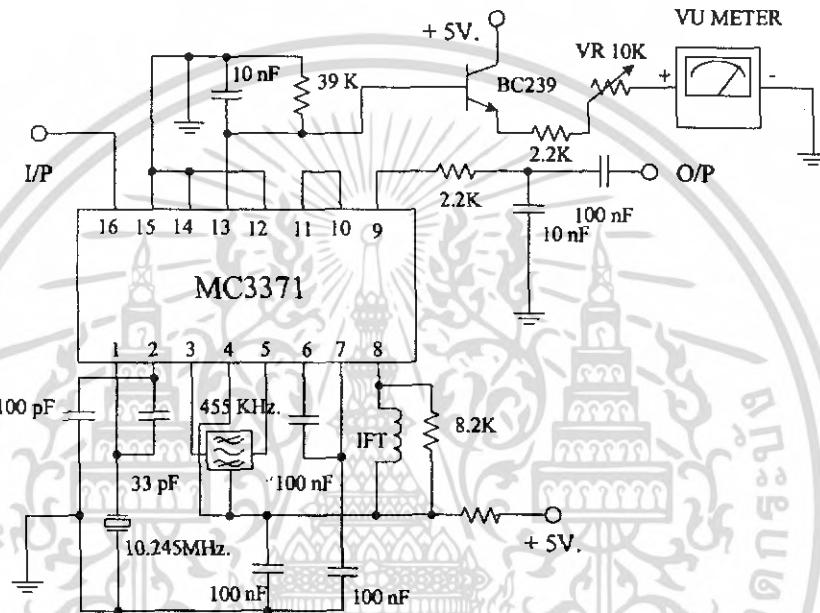 + 5V.
VU METER
VR 10K
10 nF
39 K
BC239
+
-
2.2K
I/P
2.2K
O/P
100 nF
10 nF
16 15 14 13 12 11 10 9
MC3371
1 2 3 4 5 6 7 8
100 pF
455 KHz.
IFT
8.2K
33 pF
100 nF
10.245MHz.
+ 5V.
100 nF
100 nF